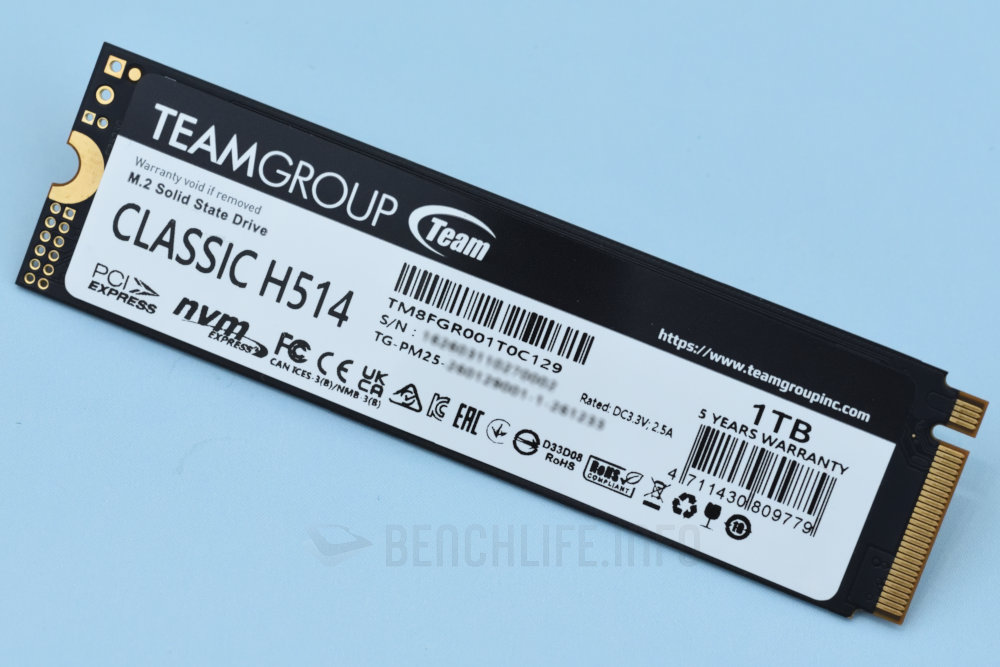 TEAMGROUP
Team
Warranty void if removed
M.2 Solid State Drive
CLASSIC H514
PCI
EXPRESS
nvm
EXPRESS
CAN ICES-3(B)/NMB-3(B)
FC CE UK CA
TM8FGR001T0C129
S/N :
TG-PM25-
Rated: DC3.3V, 2.5A
EAC
D33D08
RoHS
RoHS
COMPLIANT
https://www.teamgroupinc.com
1TB
5 YEARS WARRANTY
4 711430 809779
10
BENCHLIFE.INFO